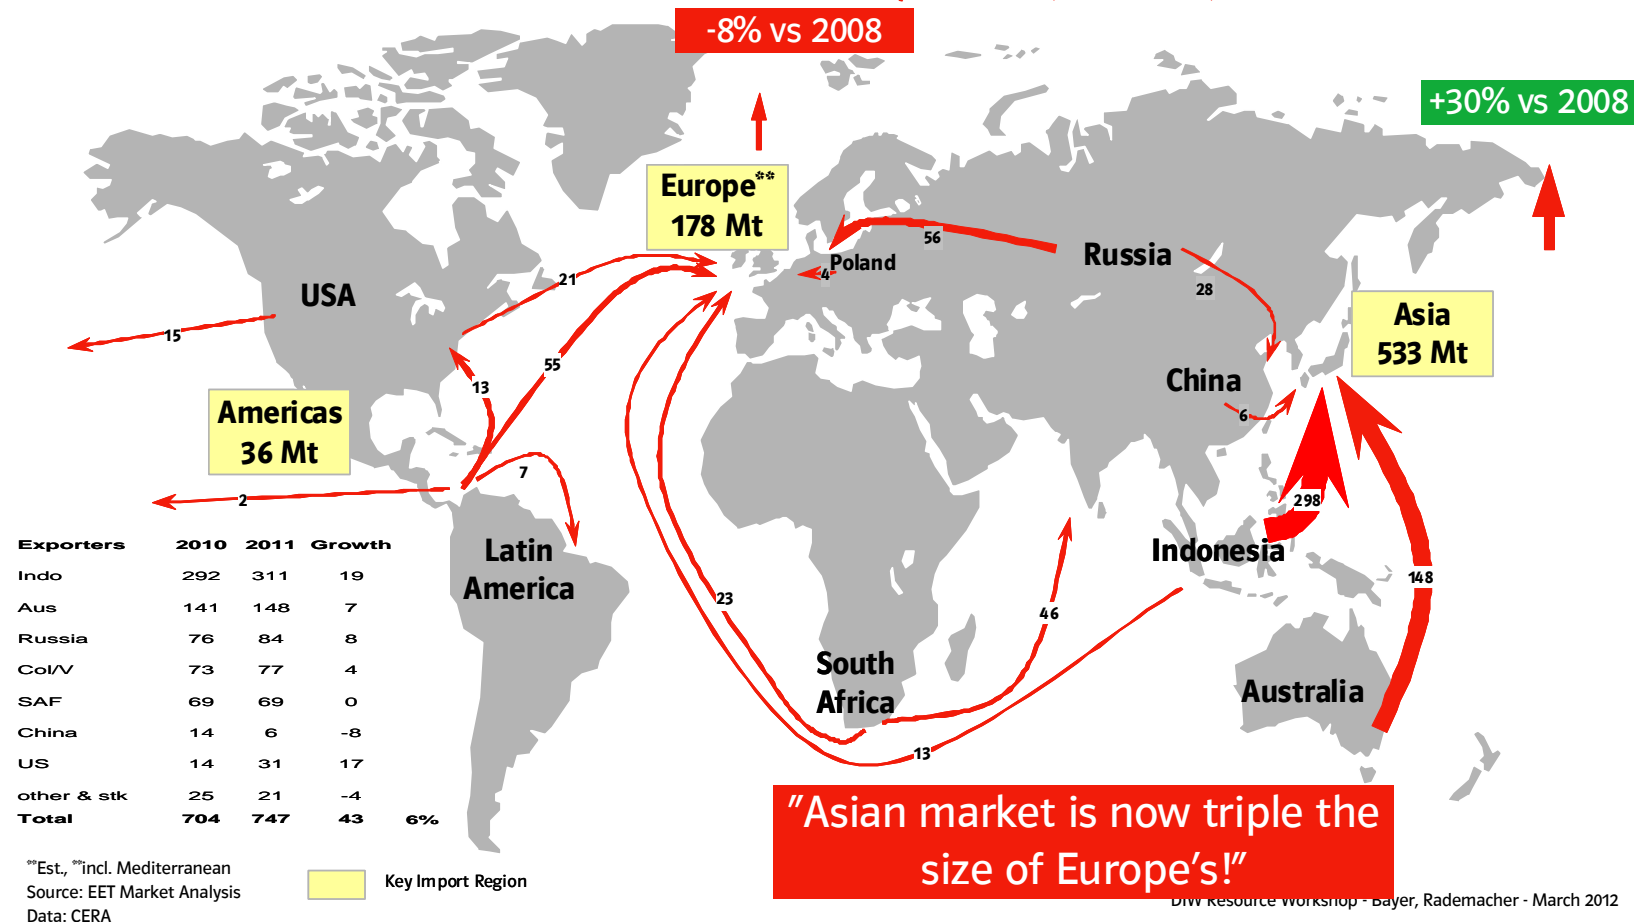 -8% vs 2008
+30% vs 2008
Europe**
178 Mt
56
Poland
4
Russia
28
21
USA
15
Asia
533 Mt
55
13
China
6
Americas
36 Mt
7
2
298
Indonesia
Latin
America
148
23
46
South
Africa
Australia
13
Exporters 2010 2011 Growth
Indo 292 311 19
Aus 141 148 7
Russia 76 84 8
Col/V 73 77 4
SAF 69 69 0
China 14 6 -8
US 14 31 17
other & stk 25 21 -4
Total 704 747 43 6%
"Asian market is now triple the
size of Europe's!"
**Est., **incl. Mediterranean
Source: EET Market Analysis
Data: CERA
Key Import Region
DIW Resource Workshop - Bayer, Rademacher - March 2012